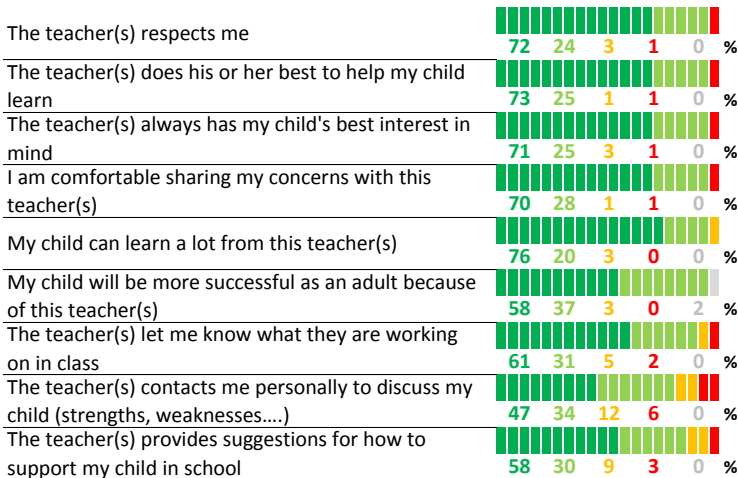 The teacher(s) respects me
72 24 3 1 0 %
The teacher(s) does his or her best to help my child
learn
73 25 1 1 0 %
The teacher(s) always has my child's best interest in
mind
71 25 3 1 0 %
I am comfortable sharing my concerns with this
teacher(s)
70 28 1 1 0 %
My child can learn a lot from this teacher(s)
76 20 3 0 0 %
My child will be more successful as an adult because
of this teacher(s)
58 37 3 0 2 %
The teacher(s) let me know what they are working
on in class
61 31 5 2 0 %
The teacher(s) contacts me personally to discuss my
child (strengths, weaknesses....)
47 34 12 6 0 %
The teacher(s) provides suggestions for how to
support my child in school
58 30 9 3 0 %